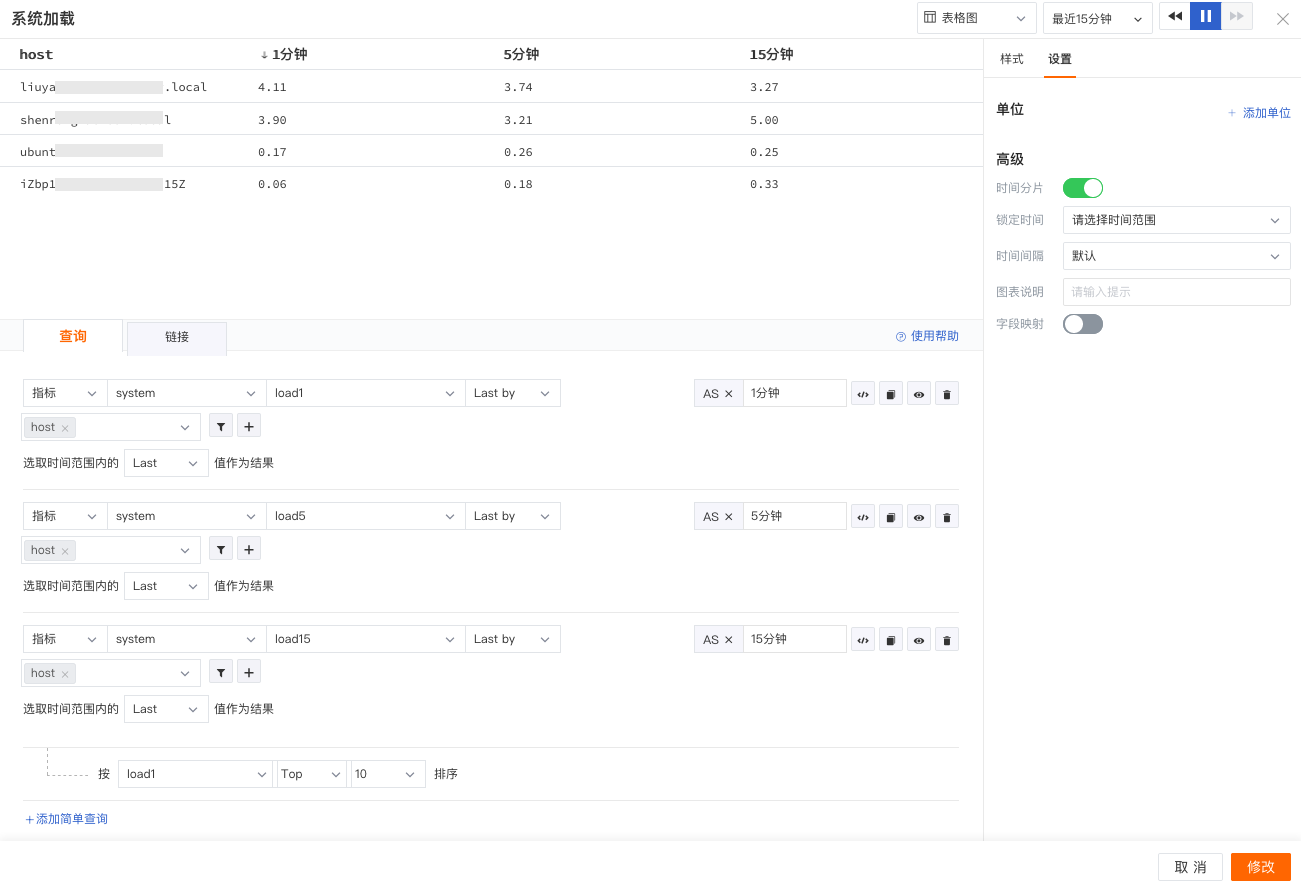 系统加载 表格图 最近15分钟
host ↓ 1分钟 5分钟 15分钟
liuya .local 4.11 3.74 3.27
shenr l 3.90 3.21 5.00
ubunt 0.17 0.26 0.25
iZbp1 15Z 0.06 0.18 0.33
样式 设置
单位 + 添加单位
高级
时间分片
锁定时间 请选择时间范围
时间间隔 默认
图表说明 请输入提示
字段映射
查询 链接 使用帮助
指标 system load1 Last by AS × 1分钟
host ×
选取时间范围内的 Last 值作为结果
指标 system load5 Last by AS × 5分钟
host ×
选取时间范围内的 Last 值作为结果
指标 system load15 Last by AS × 15分钟
host ×
选取时间范围内的 Last 值作为结果
按 load1 Top 10 排序
+添加简单查询
取 消 修改